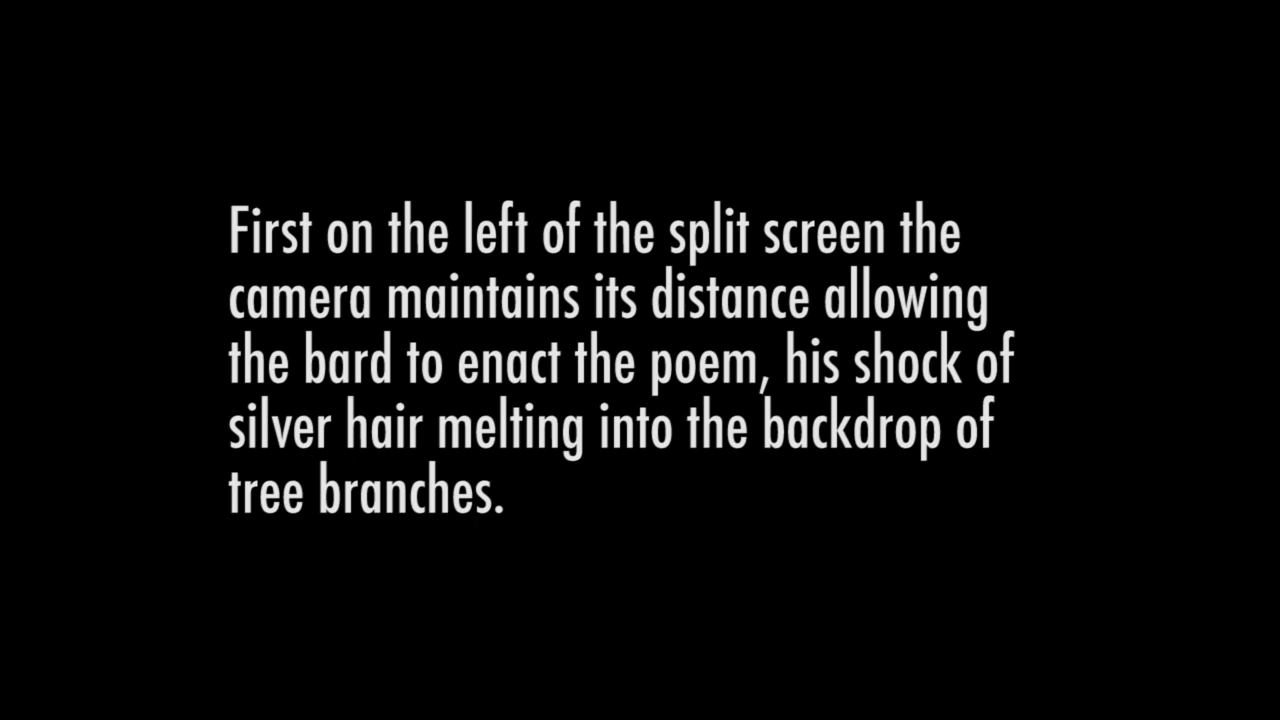 First on the left of the split screen the
camera maintains its distance allowing
the bard to enact the poem, his shock of
silver hair melting into the backdrop of
tree branches.